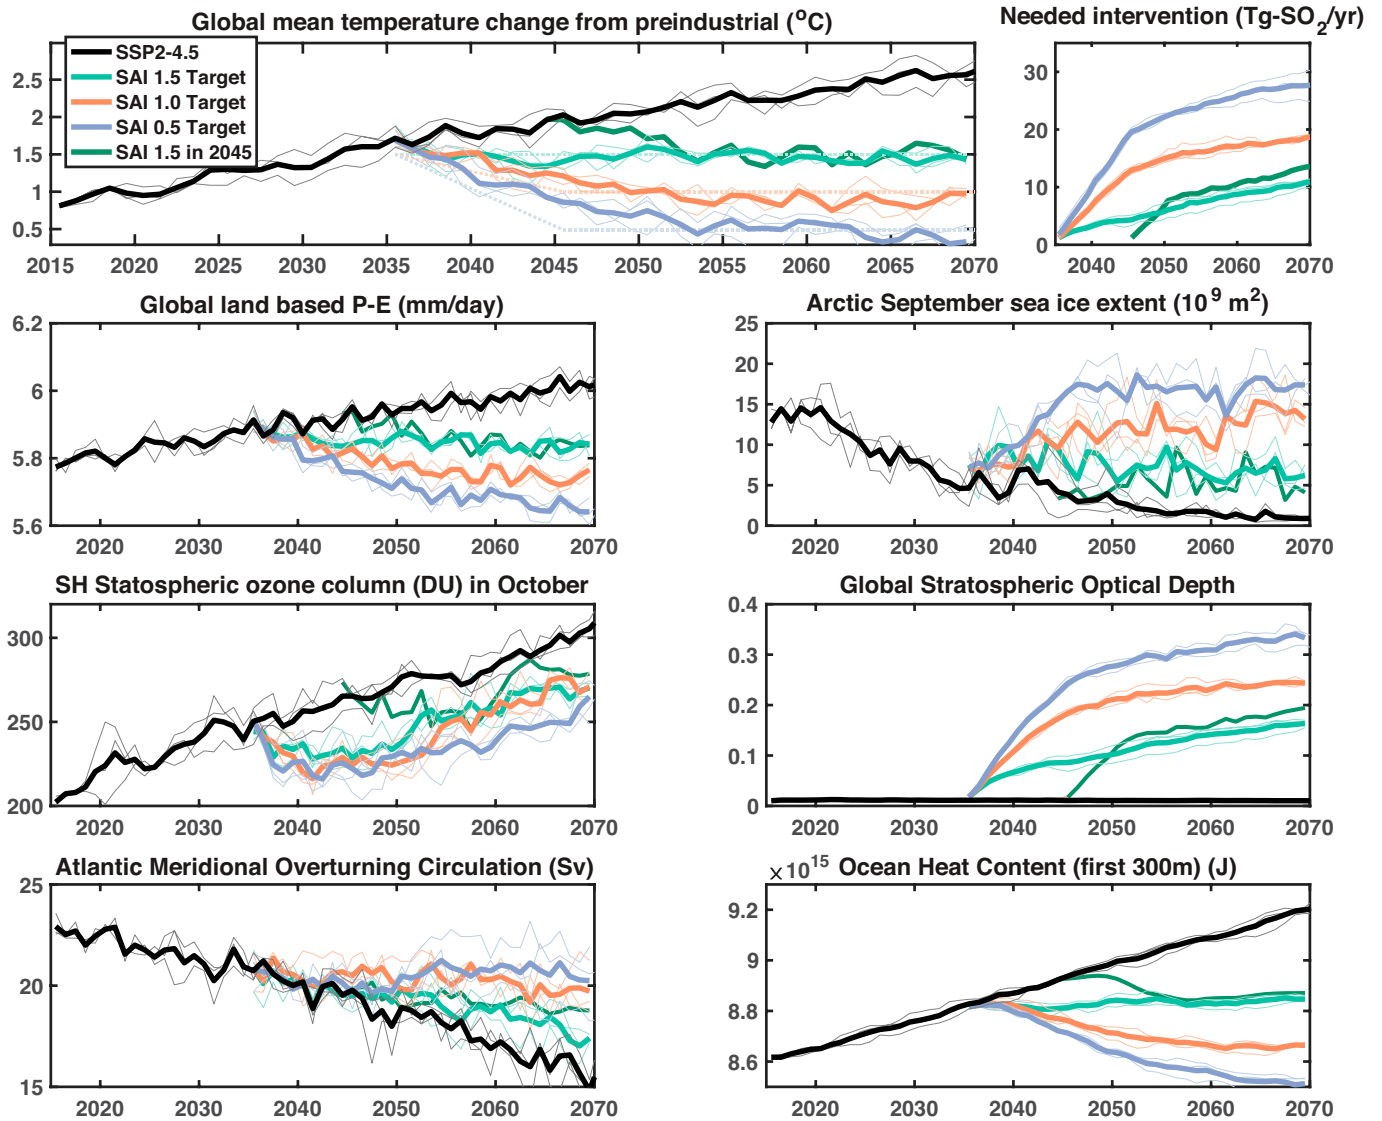 Global mean temperature change from preindustrial (°C)
Needed intervention (Tg-SO₂/yr)
SSP2-4.5
SAI 1.5 Target
SAI 1.0 Target
SAI 0.5 Target
SAI 1.5 in 2045
2.5
2
1.5
1
0.5
2015 2020 2025 2030 2035 2040 2045 2050 2055 2060 2065 2070
30
20
10
0
2040 2050 2060 2070
Global land based P-E (mm/day)
6.2
6
5.8
5.6
2020 2030 2040 2050 2060 2070
Arctic September sea ice extent (10⁹ m²)
25
20
15
10
5
0
2020 2030 2040 2050 2060 2070
SH Statospheric ozone column (DU) in October
300
250
200
2020 2030 2040 2050 2060 2070
Global Stratospheric Optical Depth
0.4
0.3
0.2
0.1
0
2020 2030 2040 2050 2060 2070
Atlantic Meridional Overturning Circulation (Sv)
25
20
15
2020 2030 2040 2050 2060 2070
×10¹⁵ Ocean Heat Content (first 300m) (J)
9.2
9
8.8
8.6
2020 2030 2040 2050 2060 2070